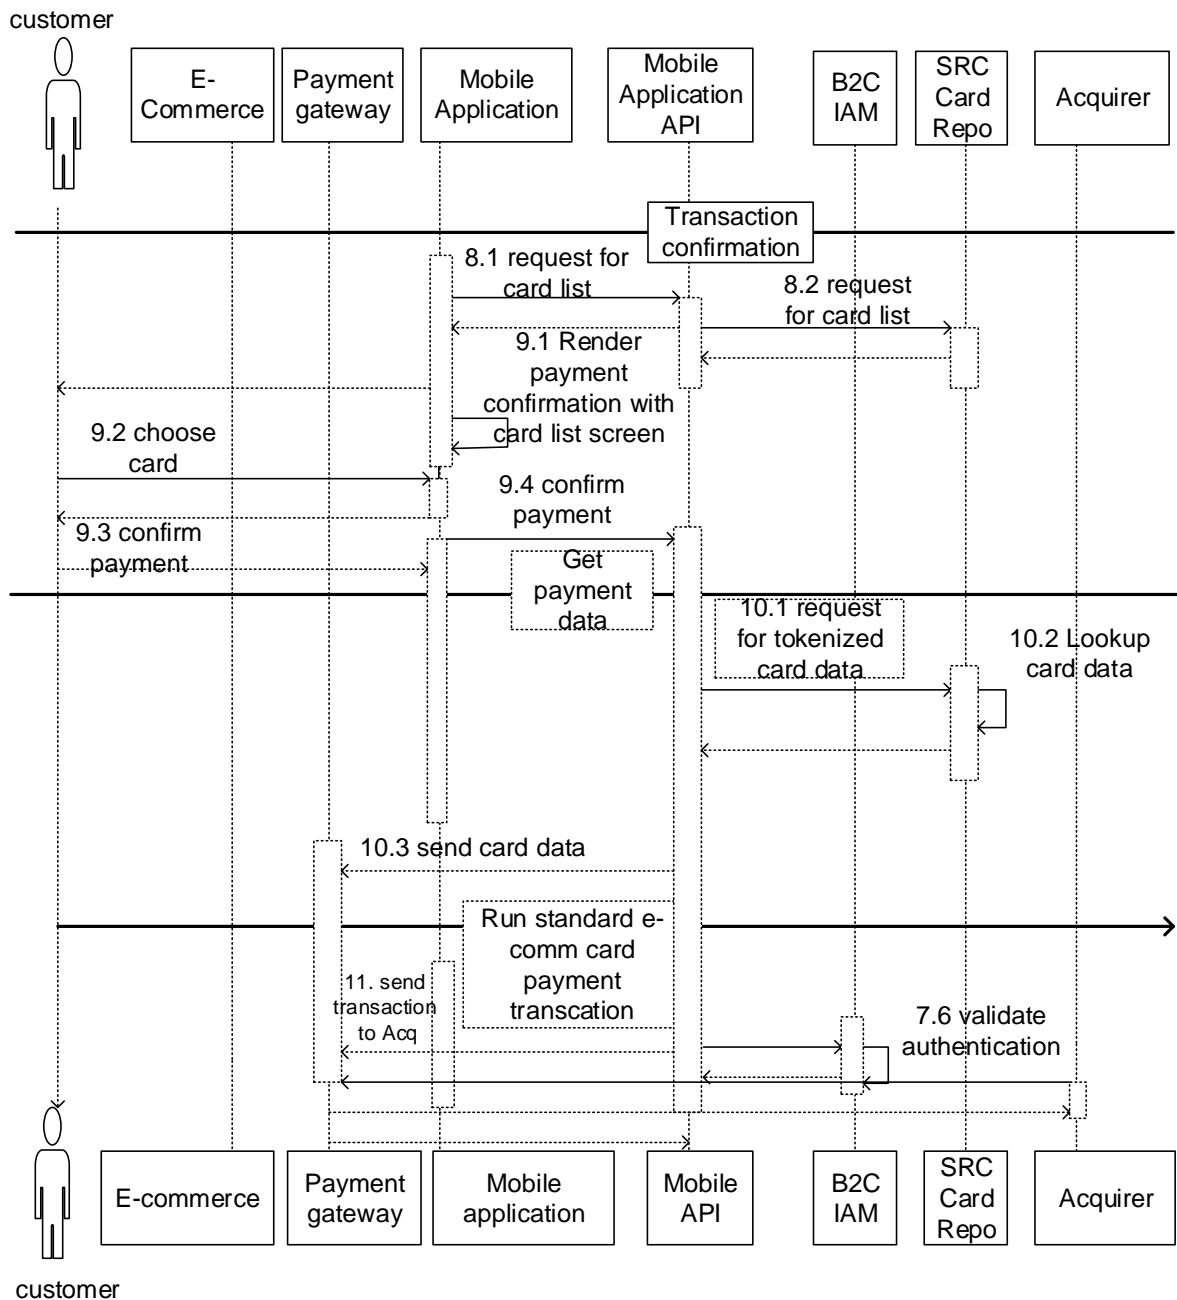 customer
E-
Commerce
Payment
gateway
Mobile
Application
Mobile
Application
API
B2C
IAM
SRC
Card
Repo
Acquirer
Transaction
confirmation
8.1 request for
card list
8.2 request
for card list
9.1 Render
payment
confirmation with
card list screen
9.2 choose
card
9.4 confirm
payment
9.3 confirm
payment
Get
payment
data
10.1 request
for tokenized
card data
10.2 Lookup
card data
10.3 send card data
Run standard e-
comm card
payment
transcation
11. send
transaction
to Acq
7.6 validate
authentication
E-commerce
Payment
gateway
Mobile
application
Mobile
API
B2C
IAM
SRC
Card
Repo
Acquirer
customer